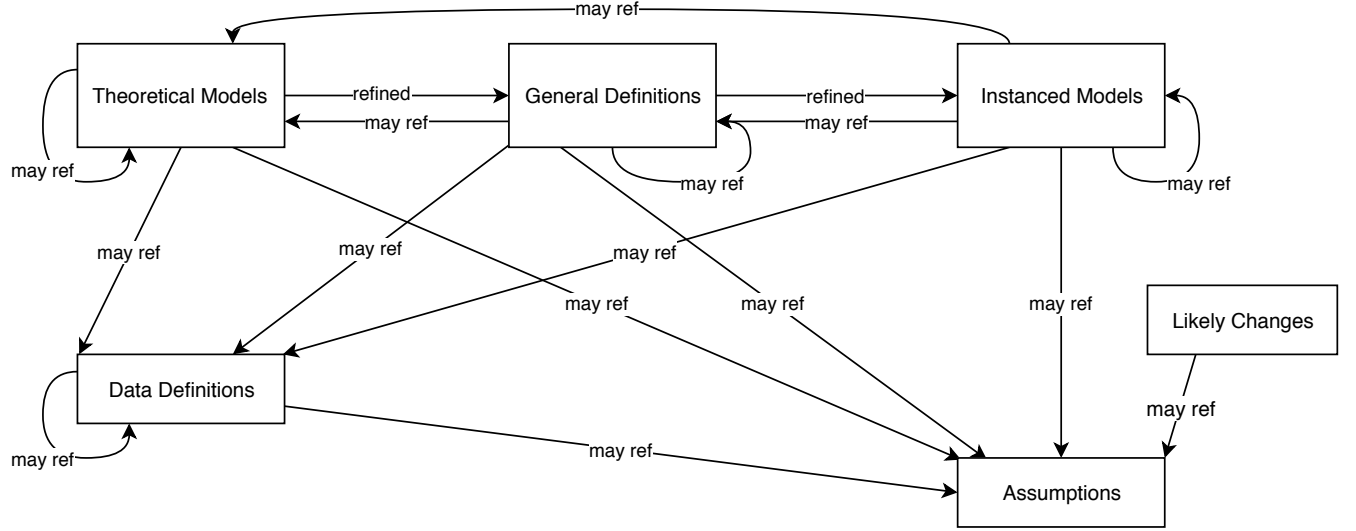 may ref
Theoretical Models
refined
General Definitions
refined
Instanced Models
may ref
may ref
may ref
may ref
may ref
may ref
may ref
may ref
may ref
may ref
may ref
may ref
Likely Changes
Data Definitions
may ref
may ref
may ref
Assumptions